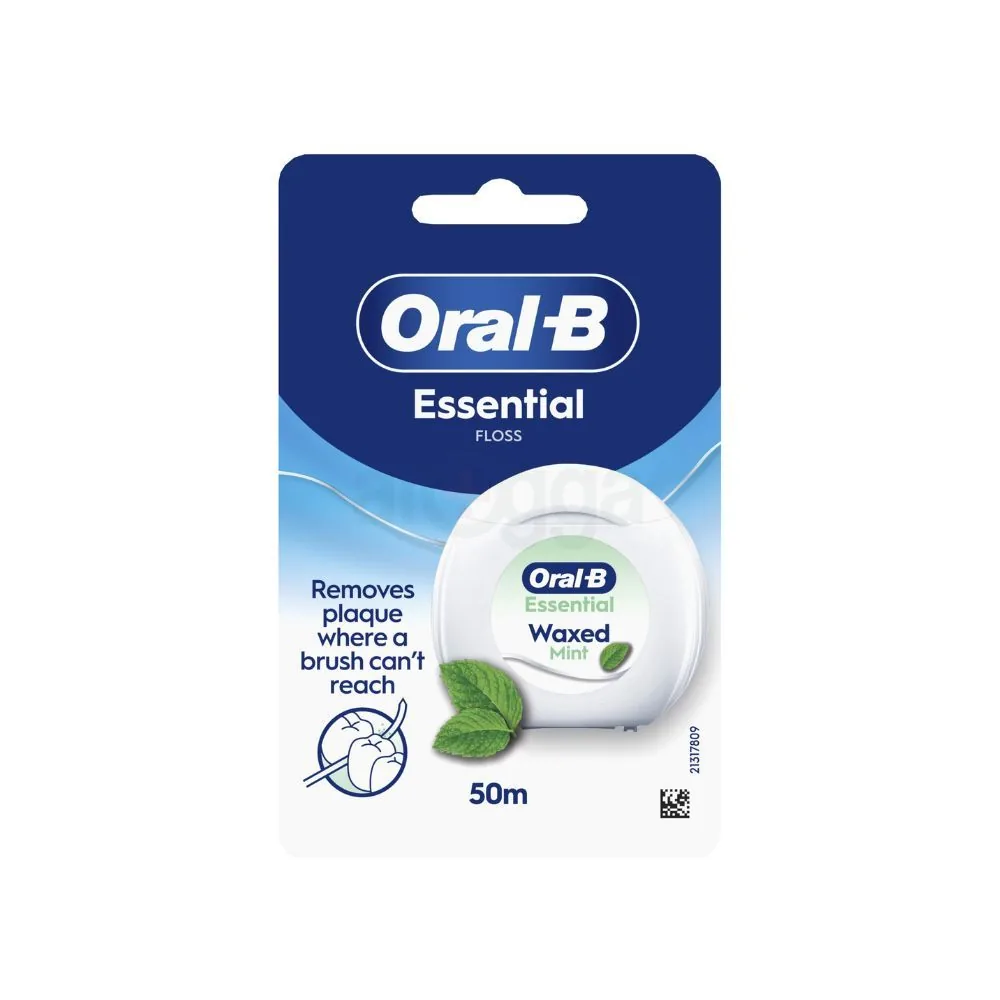 Oral-B
Essential
FLOSS
Oral-B
Essential
Waxed
Mint
Removes
plaque
where a
brush can't
reach
50m
21317809